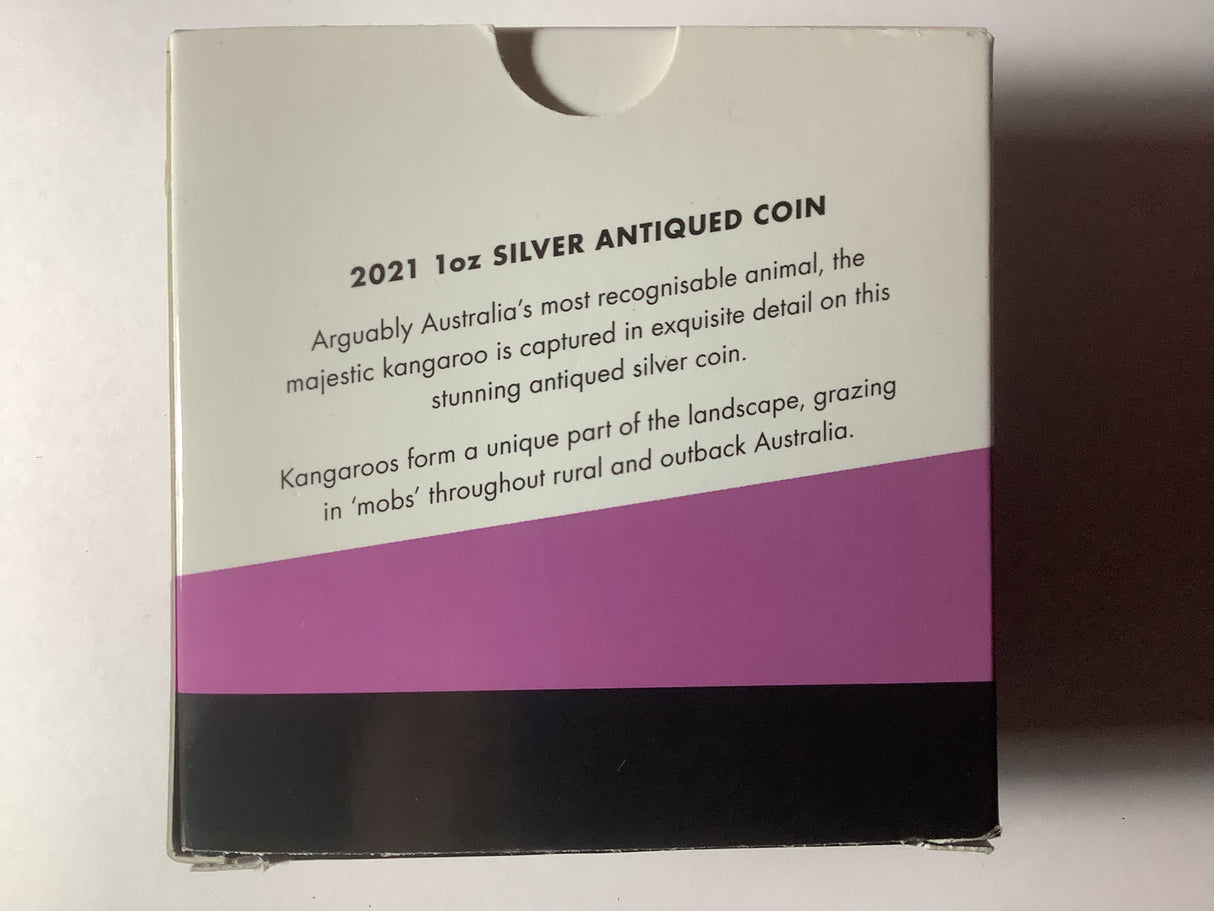 2021 1oz SILVER ANTIQUED COIN
Arguably Australia's most recognisable animal, the
majestic kangaroo is captured in exquisite detail on this
stunning antiqued silver coin.
Kangaroos form a unique part of the landscape, grazing
in ‘mobs’ throughout rural and outback Australia.